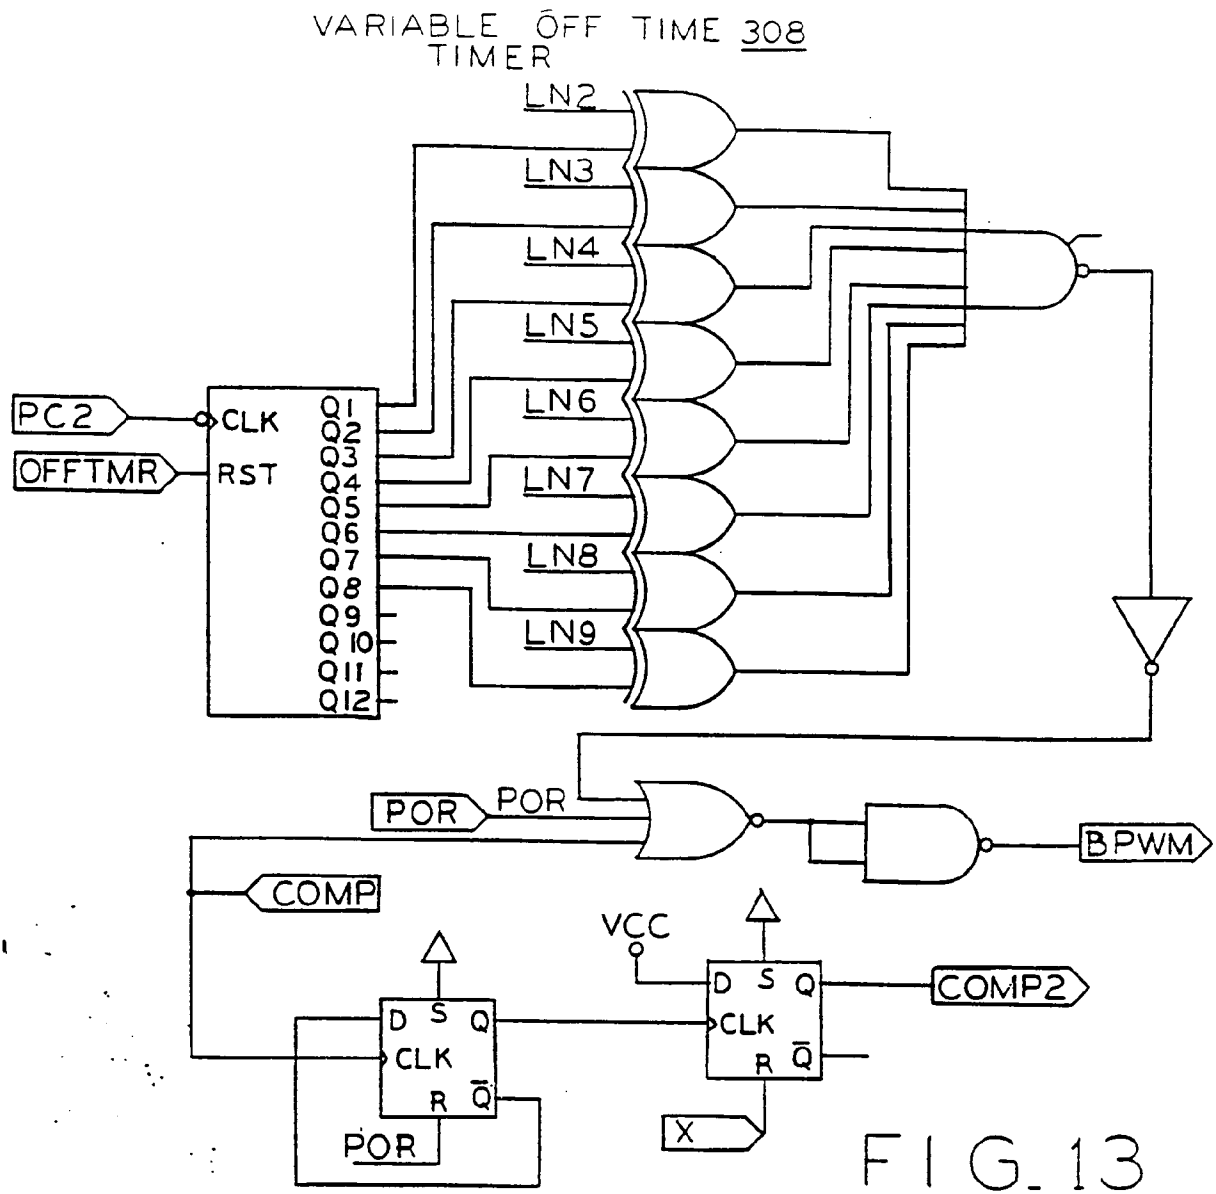 VARIABLE OFF TIME 308
TIMER
LN2
LN3
LN4
LN5
LN6
LN7
LN8
LN9
PC2
OFFTMR
CLK
RST
Q1
Q2
Q3
Q4
Q5
Q6
Q7
Q8
Q9
Q10
Q11
Q12
POR
POR
BPWM
COMP
VCC
D S Q
CLK
R Q̅
POR
D S Q
CLK
R Q̅
COMP2
X
FIG. 13